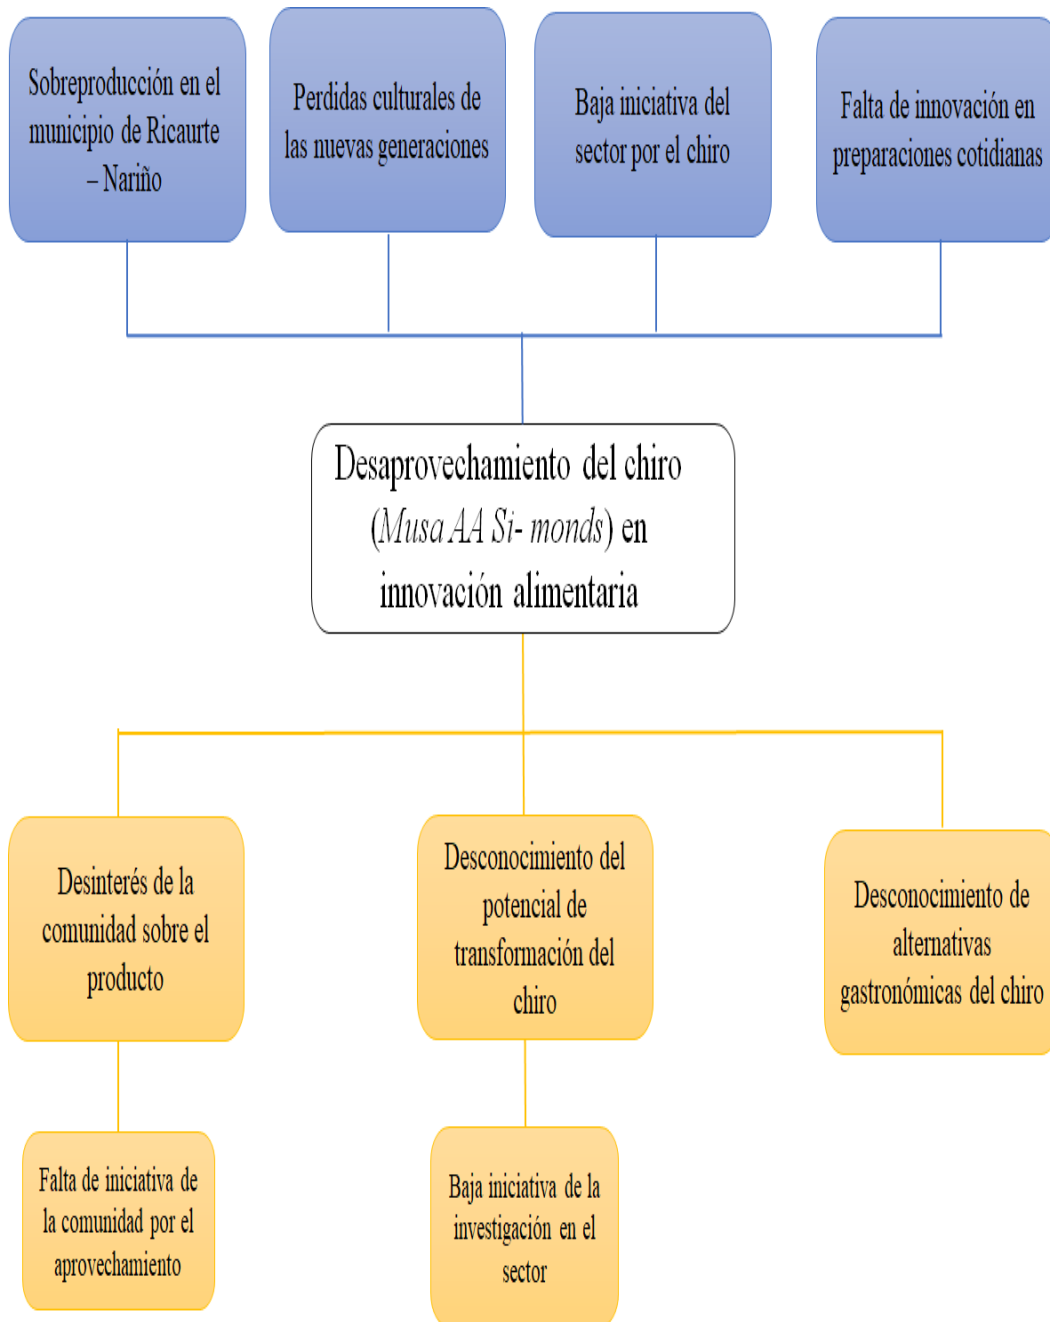 Sobreproducción en el
municipio de Ricaurte
– Nariño
Perdidas culturales de
las nuevas generaciones
Baja iniciativa del
sector por el chiro
Falta de innovación en
preparaciones cotidianas
Desaprovechamiento del chiro
(Musa AA Si- monds) en
innovación alimentaria
Desinterés de la
comunidad sobre el
producto
Desconocimiento del
potencial de
transformación del
chiro
Desconocimiento de
alternativas
gastronómicas del chiro
Falta de iniciativa de
la comunidad por el
aprovechamiento
Baja iniciativa de la
investigación en el
sector